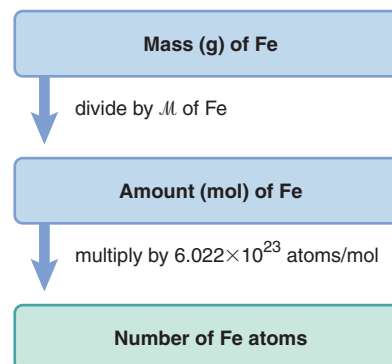 Mass (g) of Fe
divide by ℳ of Fe
Amount (mol) of Fe
multiply by 6.022×10²³ atoms/mol
Number of Fe atoms